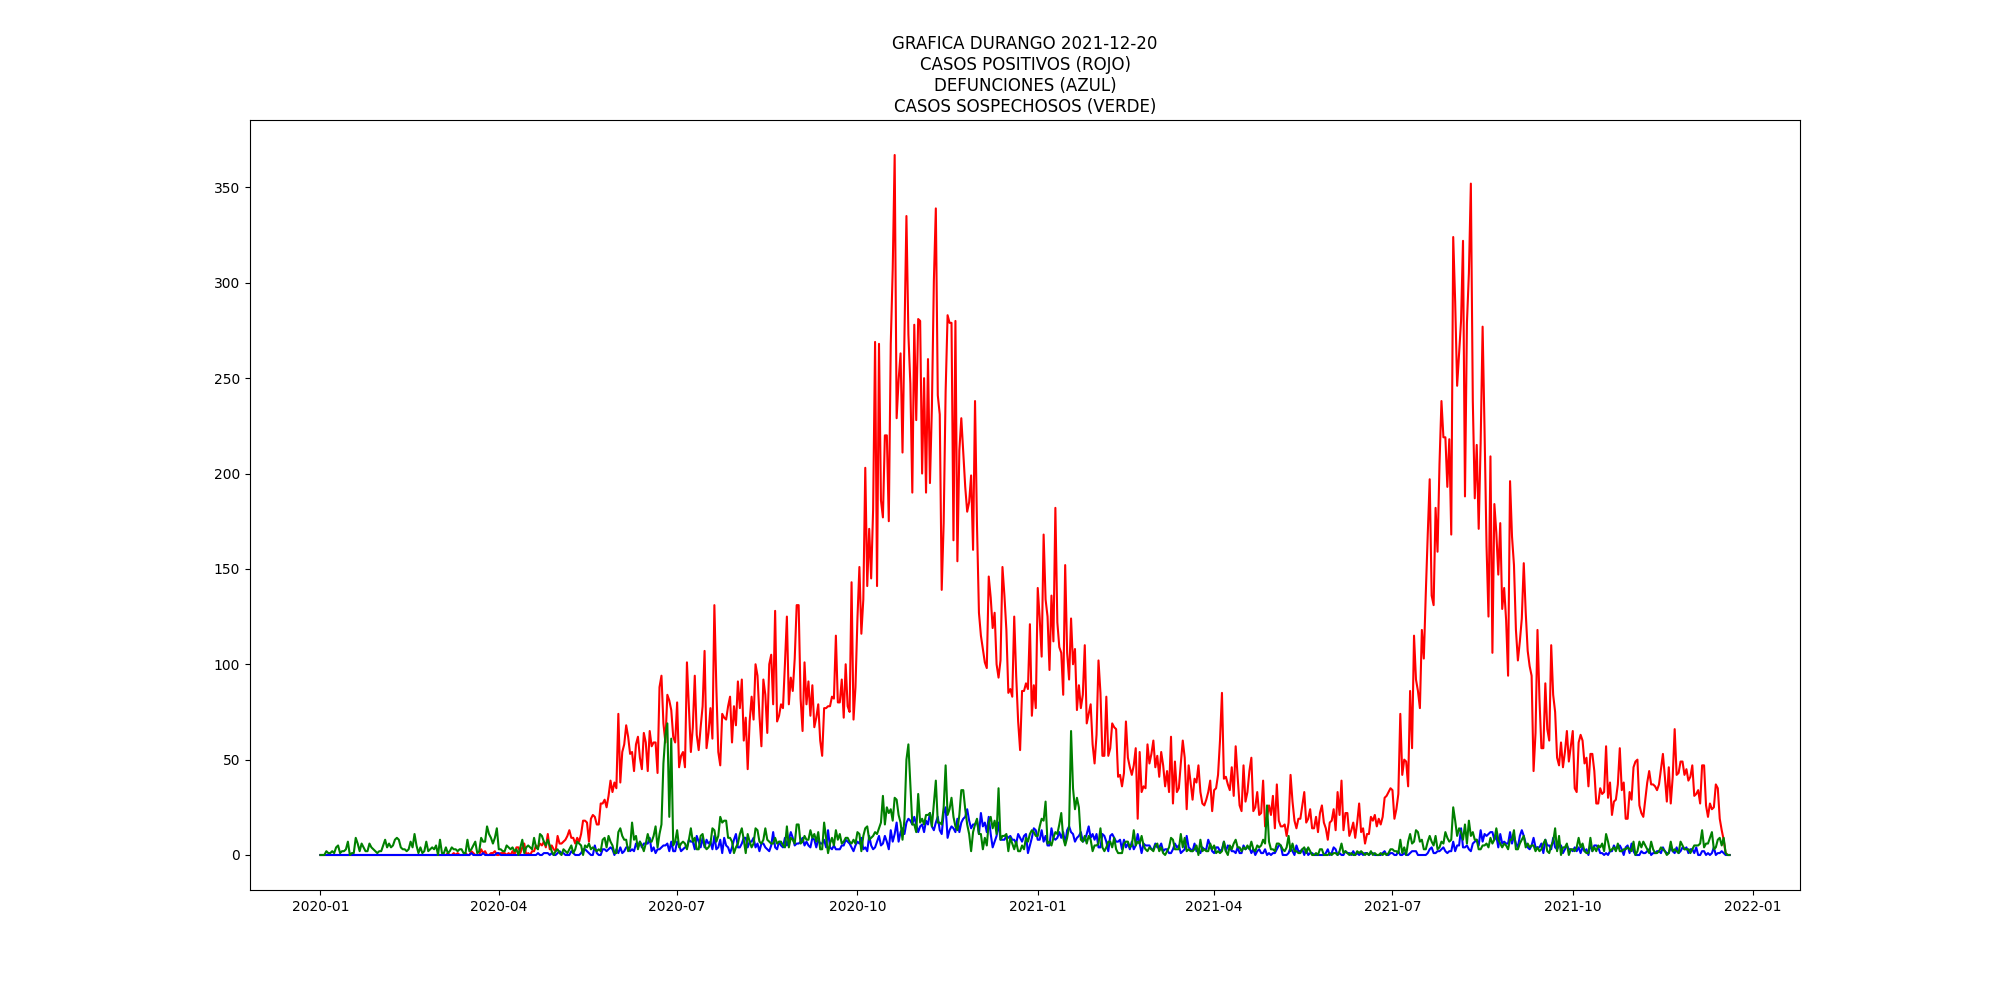 GRAFICA DURANGO 2021-12-20
CASOS POSITIVOS (ROJO)
DEFUNCIONES (AZUL)
CASOS SOSPECHOSOS (VERDE)
350
300
250
200
150
100
50
0
2020-01 2020-04 2020-07 2020-10 2021-01 2021-04 2021-07 2021-10 2022-01